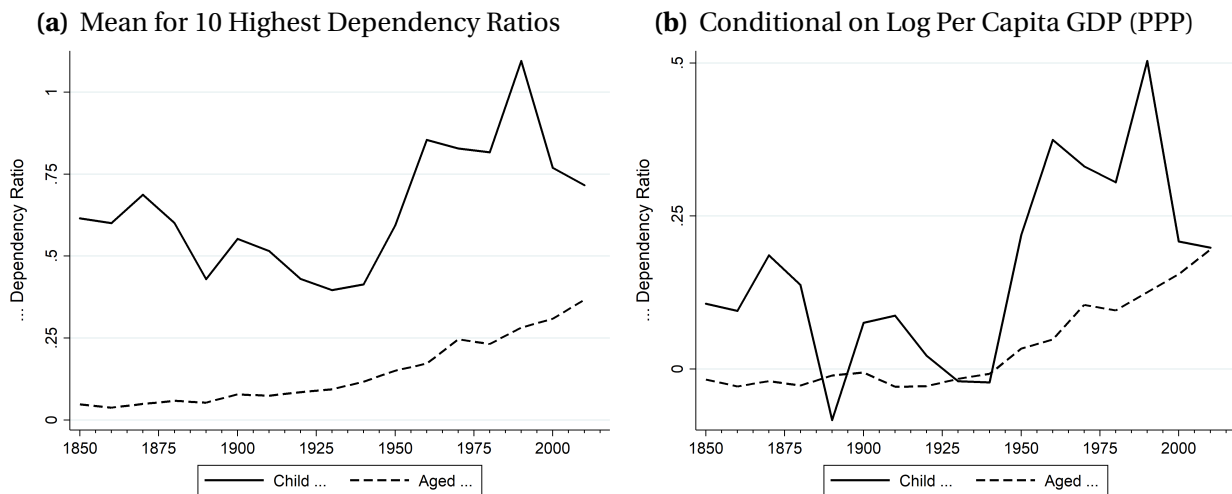 (a) Mean for 10 Highest Dependency Ratios
... Dependency Ratio
1
.75
.5
.25
0
1850 1875 1900 1925 1950 1975 2000
Child ... Aged ...
(b) Conditional on Log Per Capita GDP (PPP)
... Dependency Ratio
.5
.25
0
1850 1875 1900 1925 1950 1975 2000
Child ... Aged ...